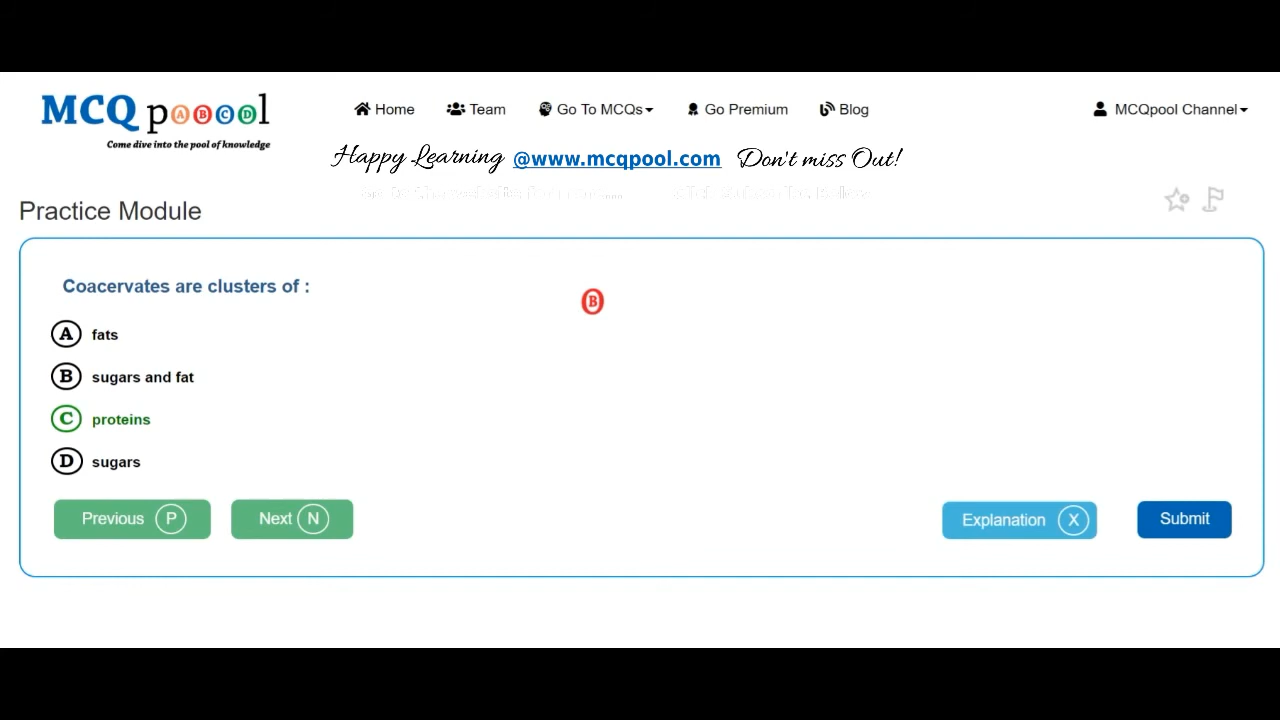 MCQ pooool
Come dive into the pool of knowledge
Home Team Go To MCQs Go Premium Blog MCQpool Channel
Happy Learning @www.mcqpool.com Don't miss Out!
Practice Module
Coacervates are clusters of :
B
A fats
B sugars and fat
C proteins
D sugars
Previous P Next N Explanation X Submit